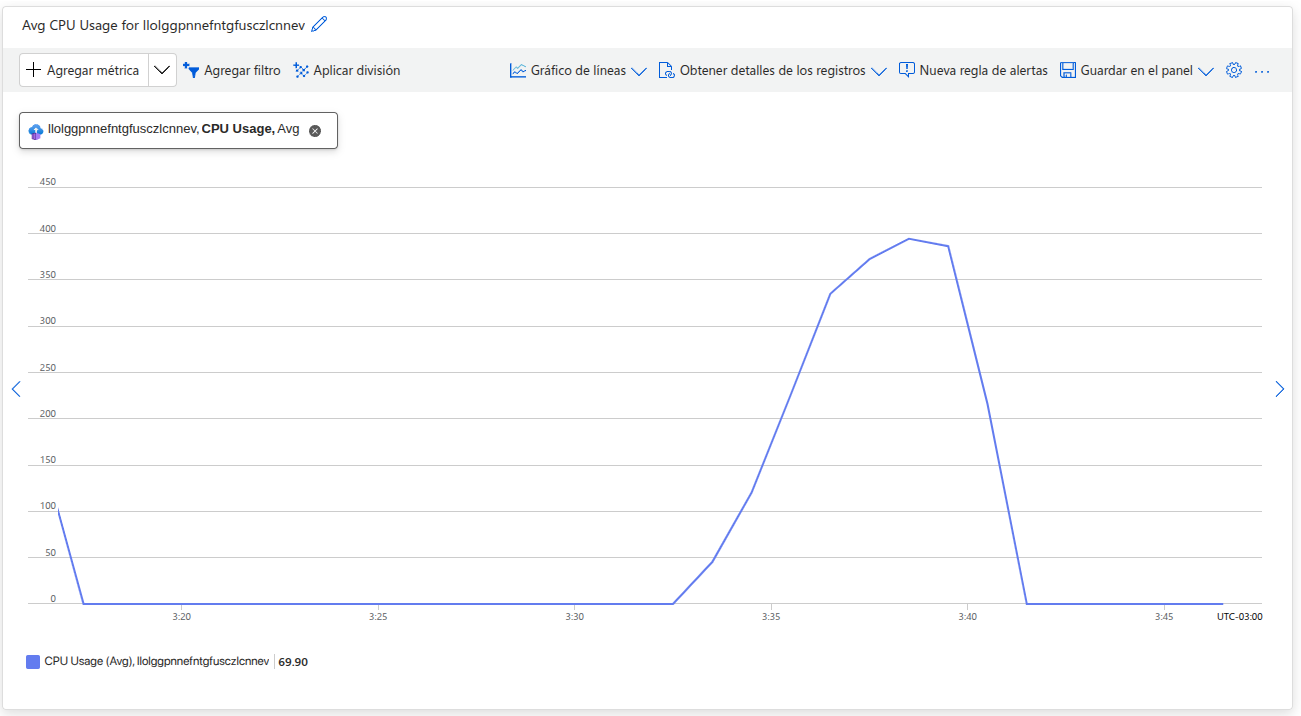 Avg CPU Usage for llolggpnnefntgfusczlcnnev
Agregar métrica Agregar filtro Aplicar división Gráfico de líneas Obtener detalles de los registros Nueva regla de alertas Guardar en el panel ...
llolggpnnefntgfusczlcnnev, CPU Usage, Avg
450
400
350
300
250
200
150
100
50
0
3:20 3:25 3:30 3:35 3:40 3:45 UTC-03:00
CPU Usage (Avg), llolggpnnefntgfusczlcnnev 69.90